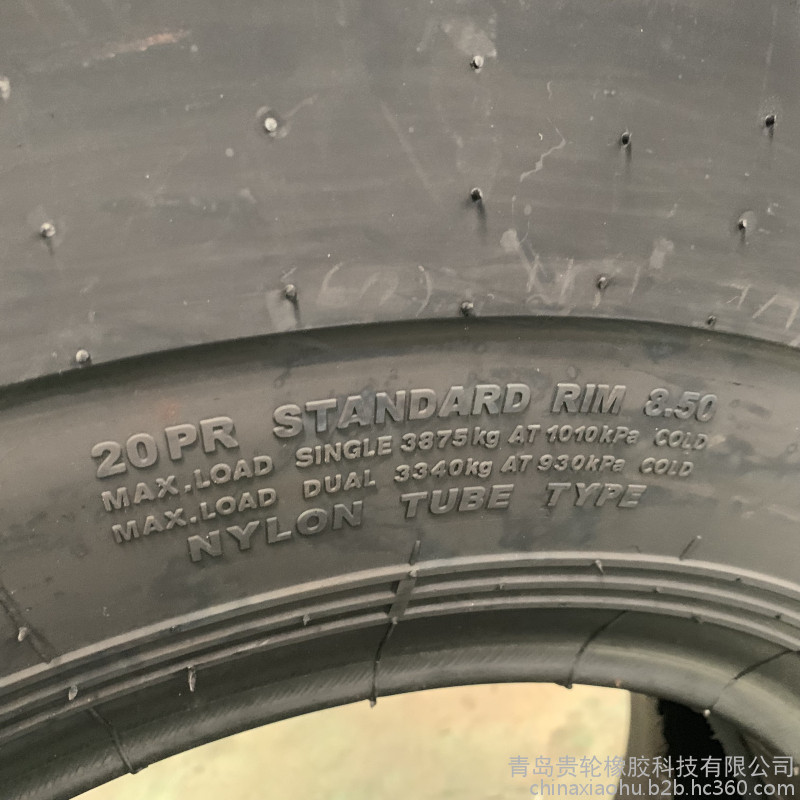 20PR STANDARD RIM 8.50
MAX.LOAD SINGLE 3875kg AT 1010kPa COLD
MAX.LOAD DUAL 3340kg AT 930kPa COLD
NYLON TUBE TYPE
青岛贵轮橡胶科技有限公司
chinaxiaohu.b2b.hc360.com